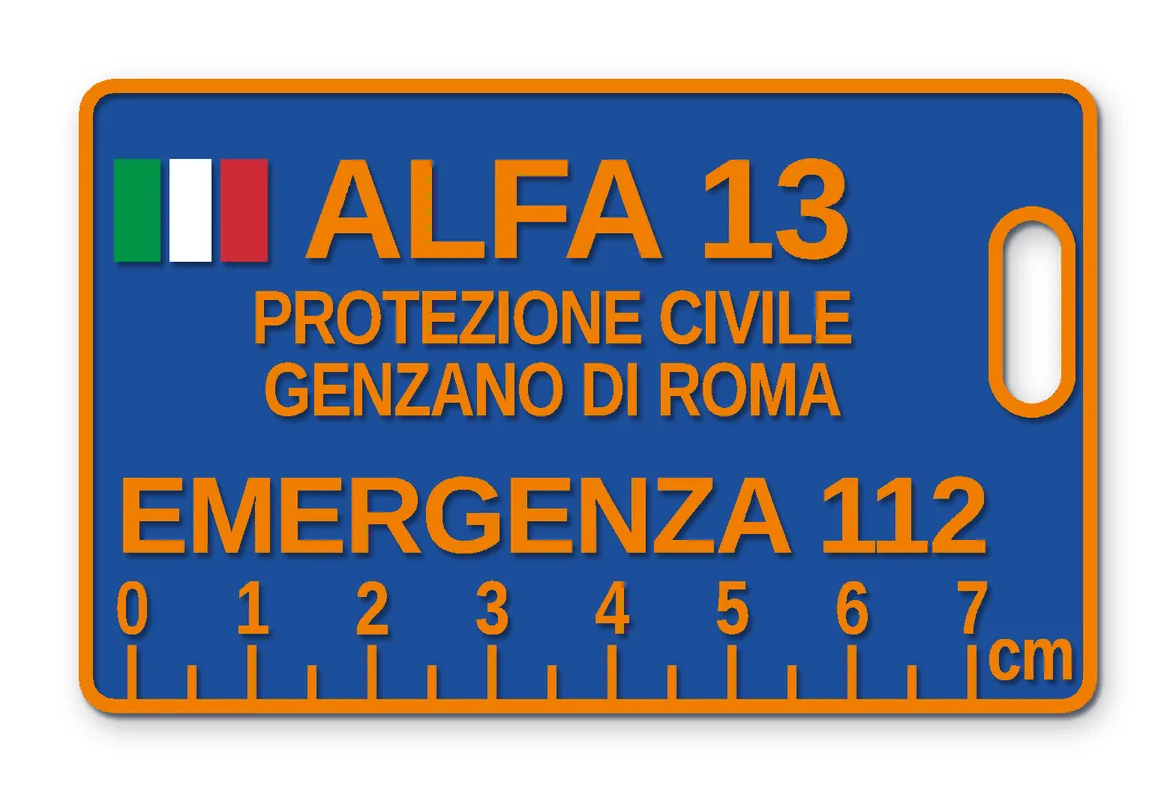 ALFA 13
PROTEZIONE CIVILE
GENZANO DI ROMA
EMERGENZA 112
0 1 2 3 4 5 6 7
cm